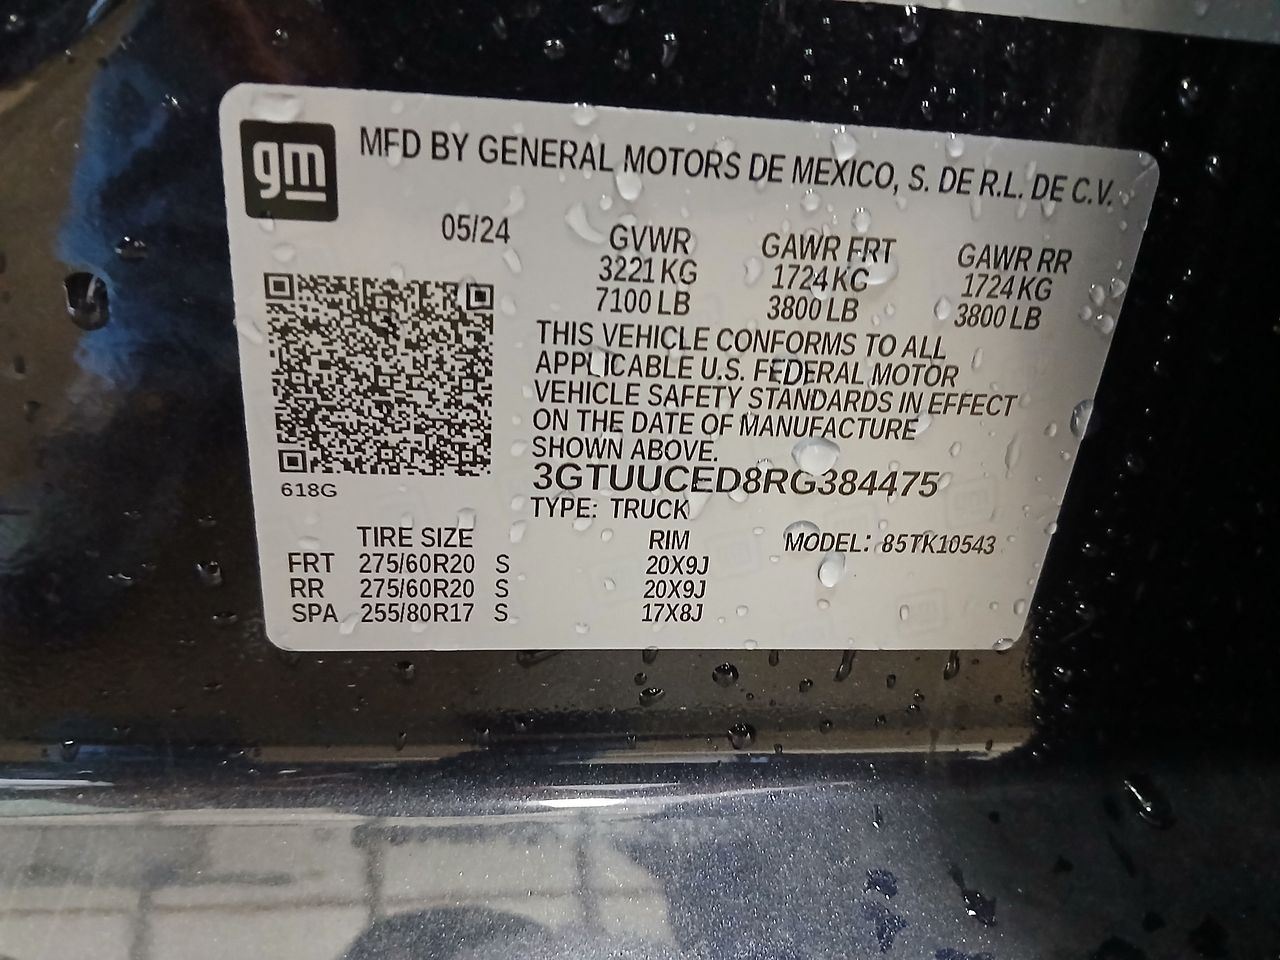 gm
MFD BY GENERAL MOTORS DE MEXICO, S. DE R.L. DE C.V.
05/24
GVWR GAWR FRT GAWR RR
3221 KG 1724 KG 1724 KG
7100 LB 3800 LB 3800 LB
THIS VEHICLE CONFORMS TO ALL
APPLICABLE U.S. FEDERAL MOTOR
VEHICLE SAFETY STANDARDS IN EFFECT
ON THE DATE OF MANUFACTURE
SHOWN ABOVE.
3GTUUCED8RG384475
618G
TYPE: TRUCK
TIRE SIZE RIM MODEL: 85TK10543
FRT 275/60R20 S 20X9J
RR 275/60R20 S 20X9J
SPA 255/80R17 S 17X8J